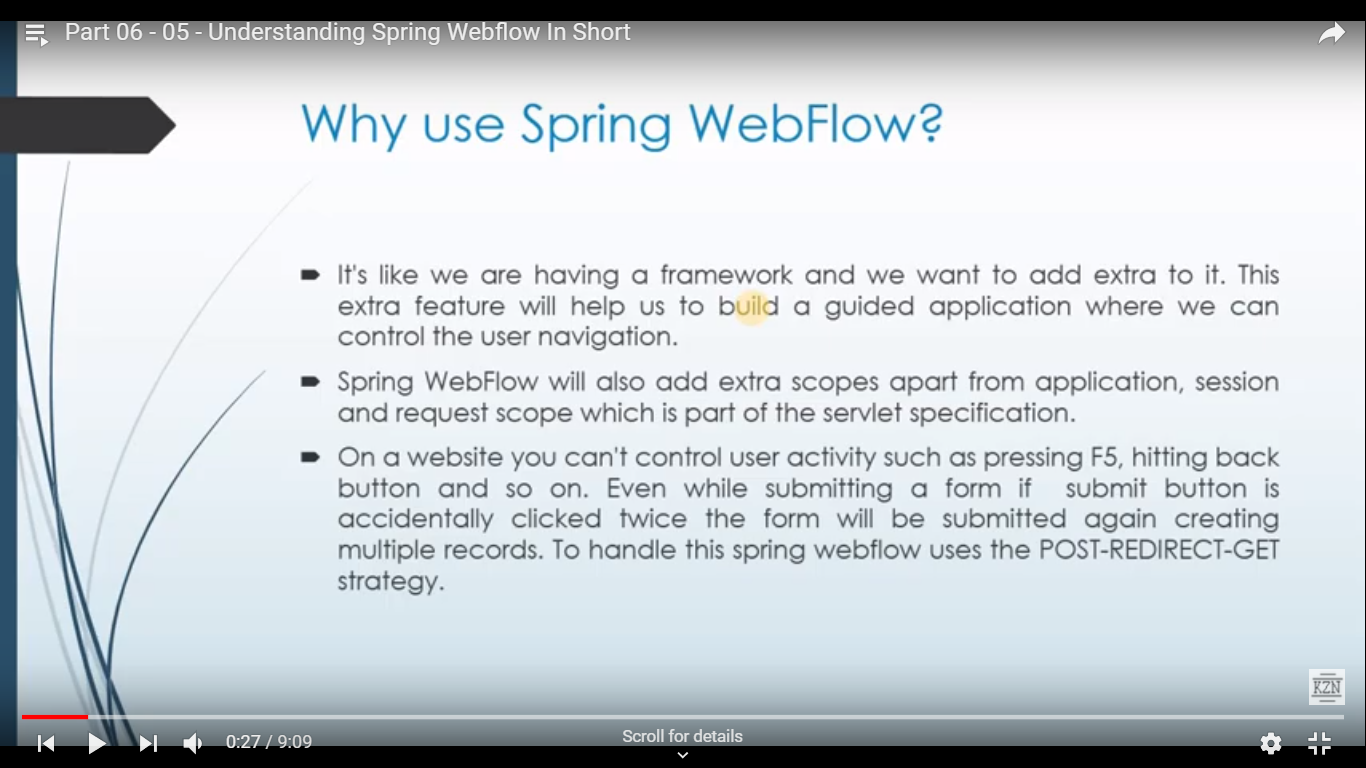 Part 06 - 05 - Understanding Spring Webflow In Short
Why use Spring WebFlow?
It's like we are having a framework and we want to add extra to it. This
extra feature will help us to build a guided application where we can
control the user navigation.
Spring WebFlow will also add extra scopes apart from application, session
and request scope which is part of the servlet specification.
On a website you can't control user activity such as pressing F5, hitting back
button and so on. Even while submitting a form if submit button is
accidentally clicked twice the form will be submitted again creating
multiple records. To handle this spring webflow uses the POST-REDIRECT-GET
strategy.
KZN
0:27 / 9:09
Scroll for details